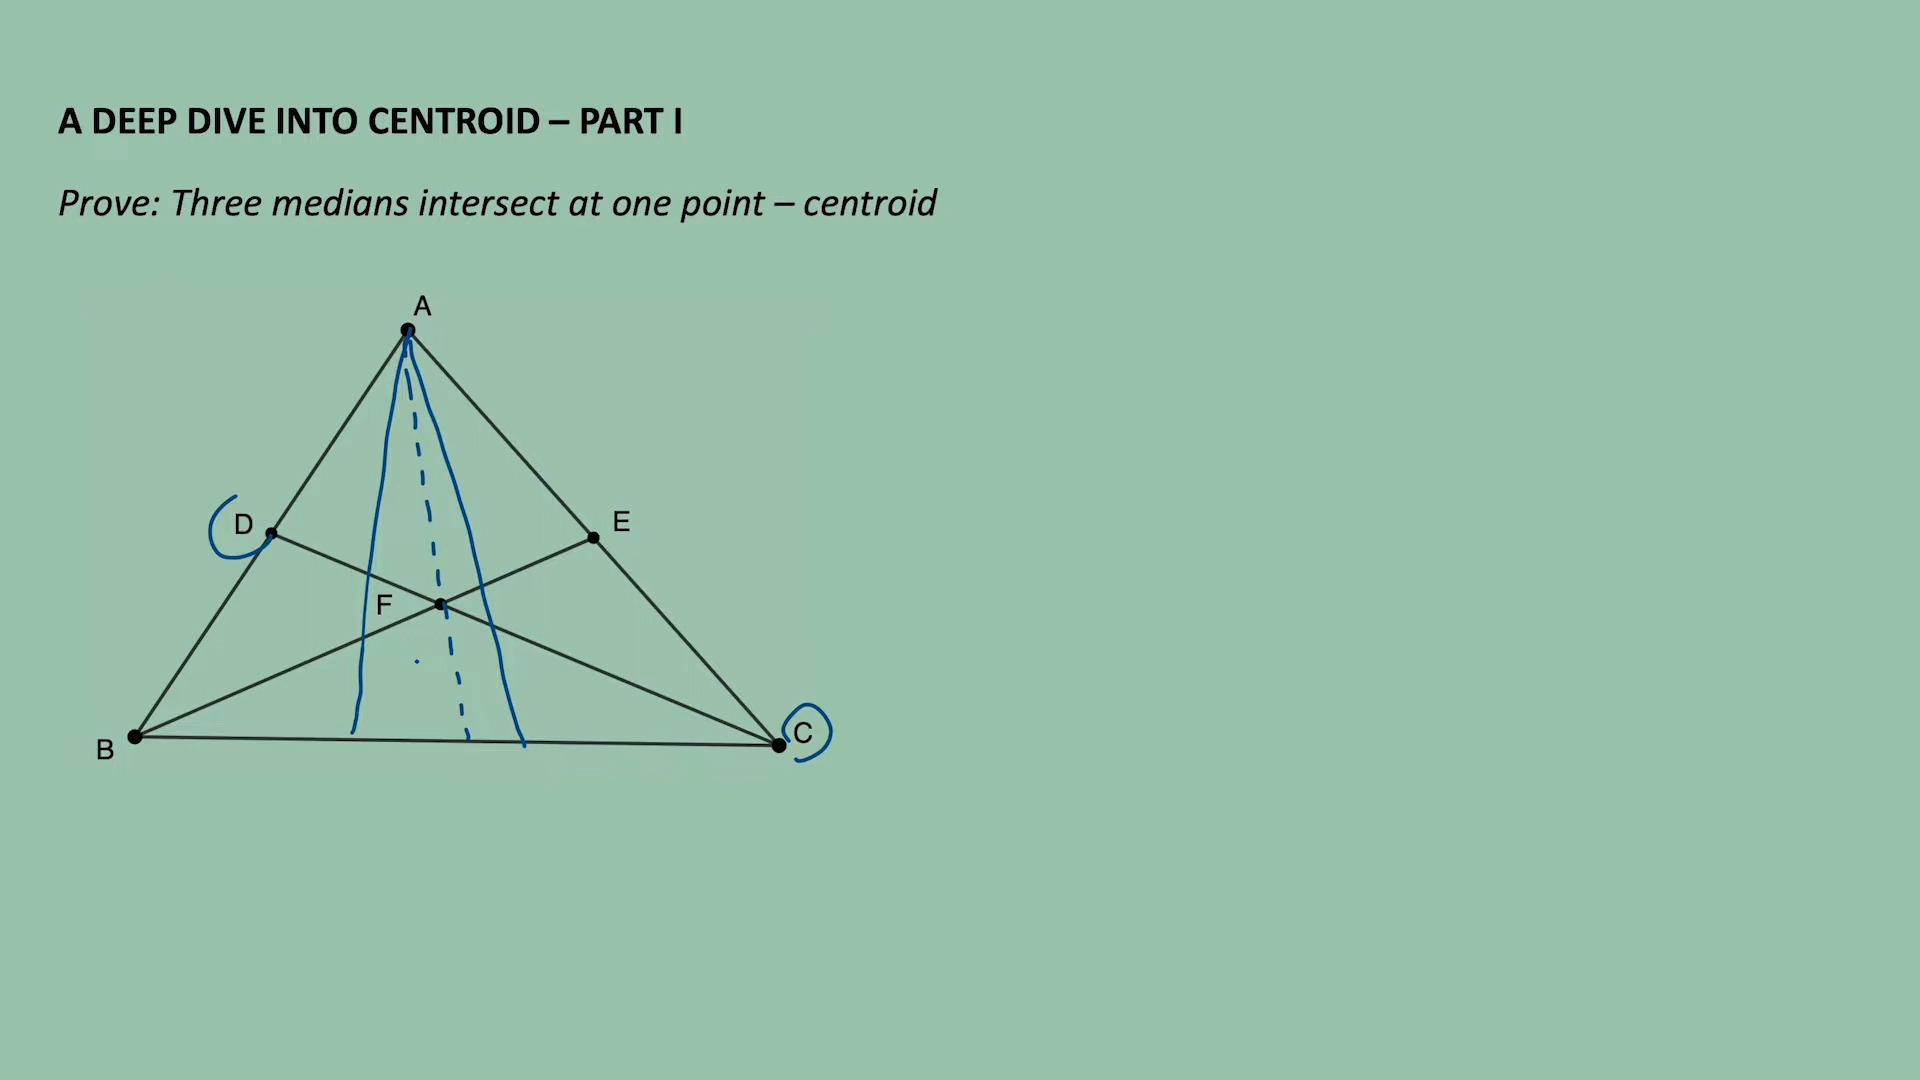 A DEEP DIVE INTO CENTROID – PART I
Prove: Three medians intersect at one point – centroid
A
D
E
F
B
C